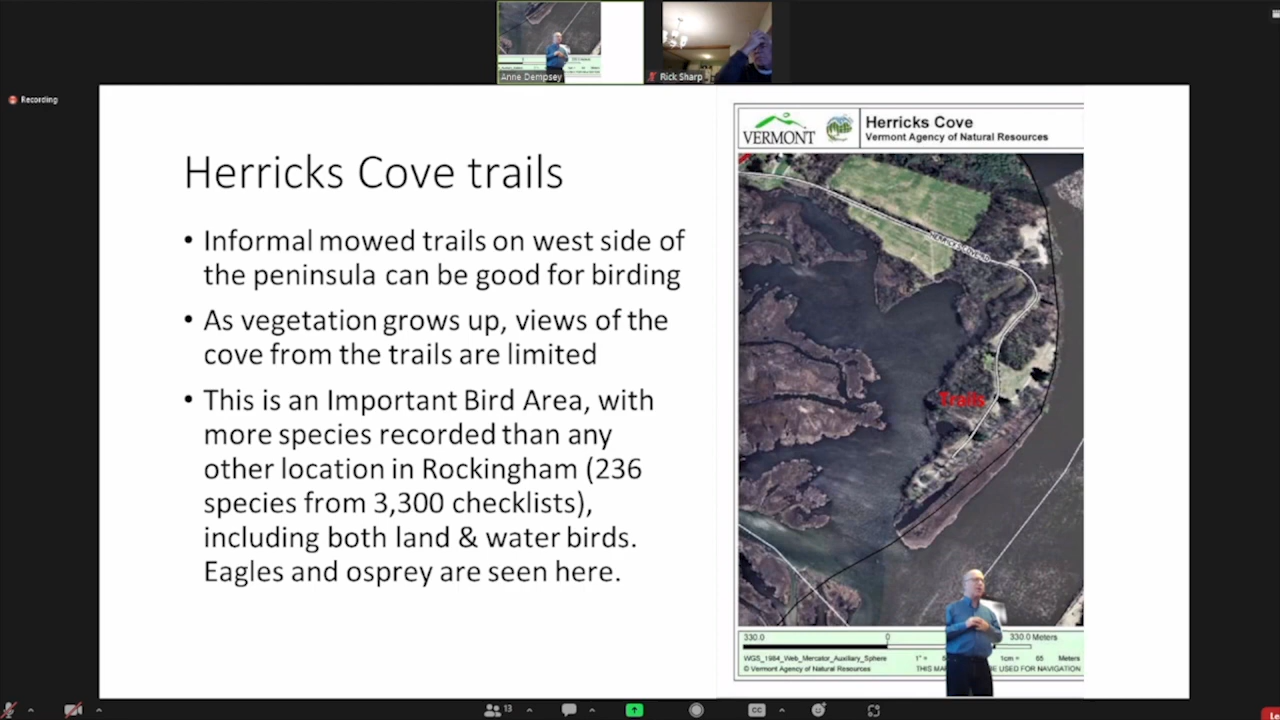 Anne Dempsey
Rick Sharp
Recording
Herricks Cove trails
• Informal mowed trails on west side of
the peninsula can be good for birding
• As vegetation grows up, views of the
cove from the trails are limited
• This is an Important Bird Area, with
more species recorded than any
other location in Rockingham (236
species from 3,300 checklists),
including both land & water birds.
Eagles and osprey are seen here.
VERMONT
Herricks Cove
Vermont Agency of Natural Resources
Trails
330.0
0
330.0 Meters
WGS_1984_Web_Mercator_Auxiliary_Sphere
1" =
1cm =
65
Meters
© Vermont Agency of Natural Resources
THIS
BE USED FOR NAVIGATION
13
CC